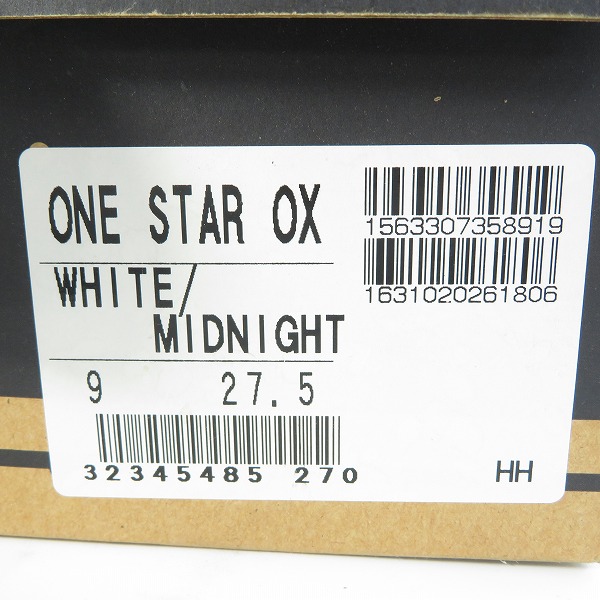 ONE STAR OX
WHITE/
MIDNIGHT
9 27.5
32345485 270
1563307358919
1631020261806
HH